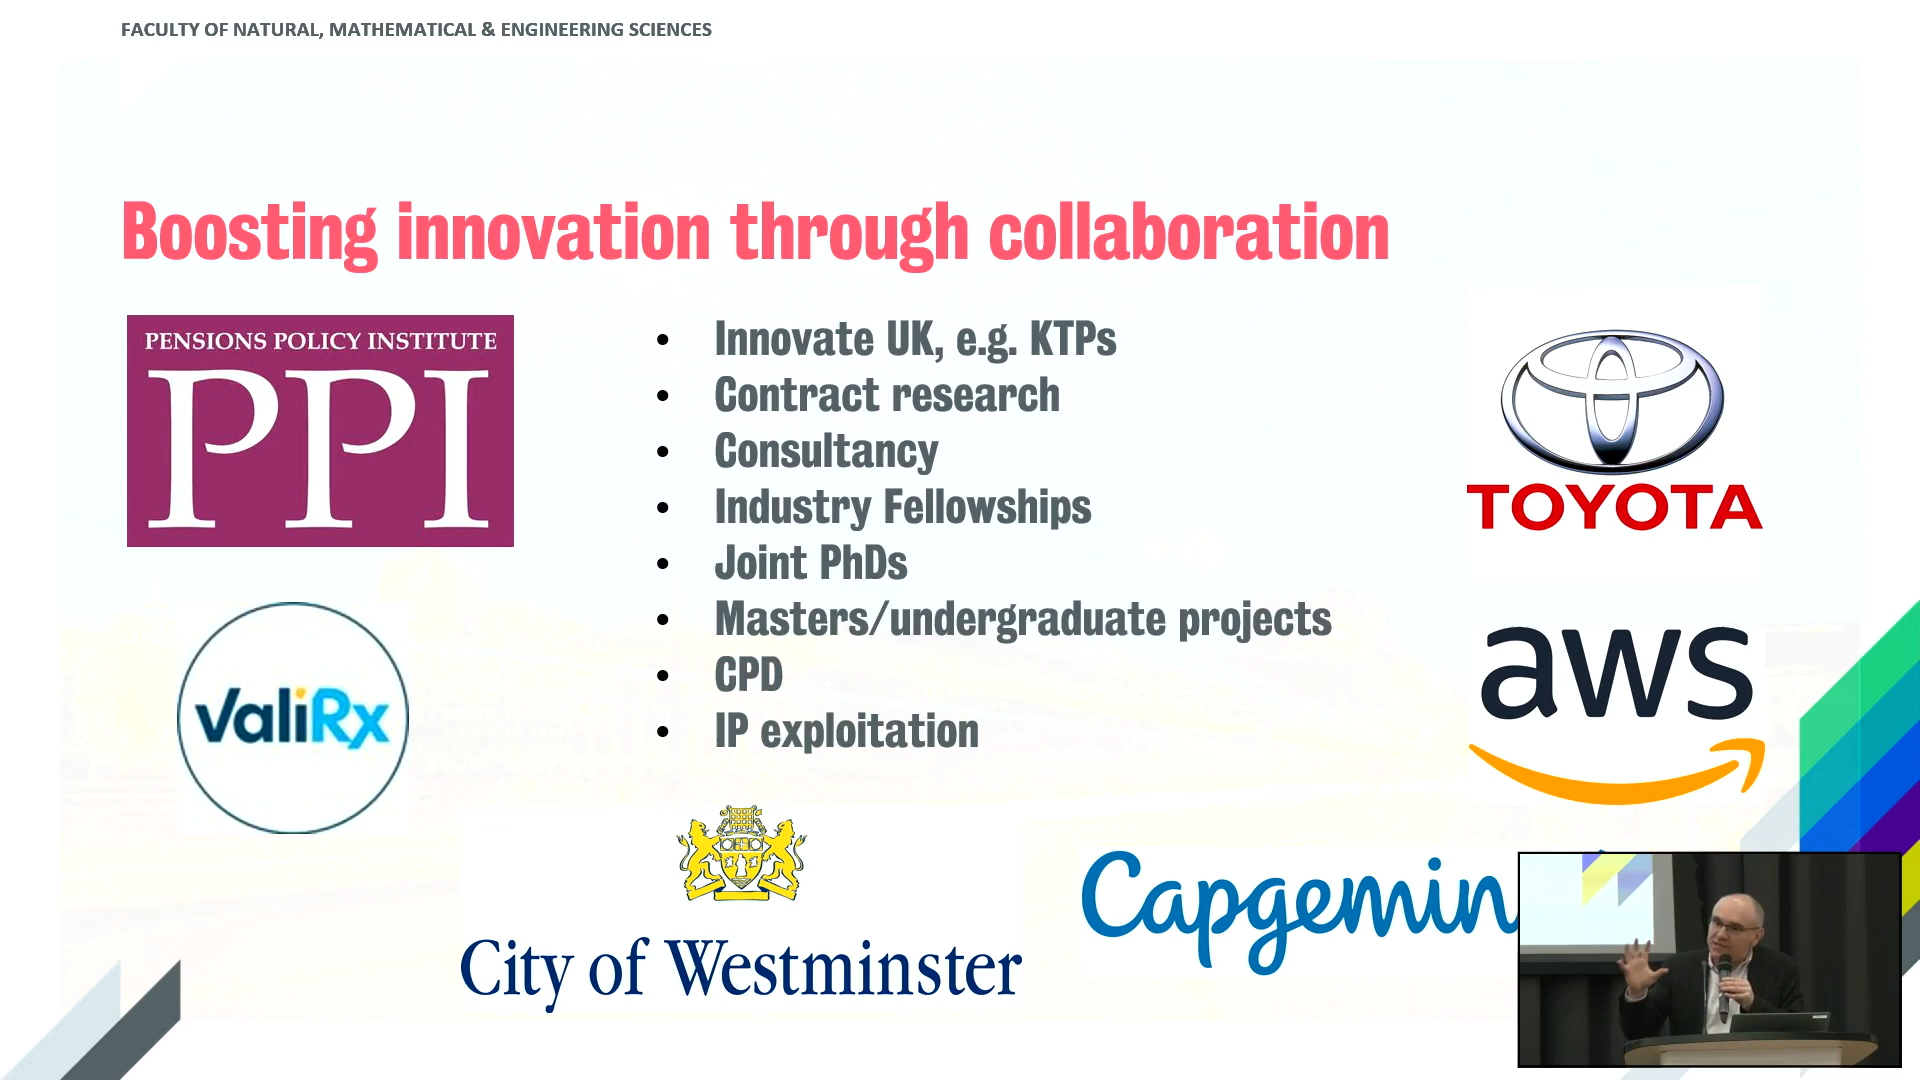 FACULTY OF NATURAL, MATHEMATICAL & ENGINEERING SCIENCES
Boosting innovation through collaboration
PENSIONS POLICY INSTITUTE
PPI
• Innovate UK, e.g. KTPs
• Contract research
• Consultancy
• Industry Fellowships
• Joint PhDs
• Masters/undergraduate projects
• CPD
• IP exploitation
TOYOTA
ValiRx
aws
City of Westminster
Capgemin